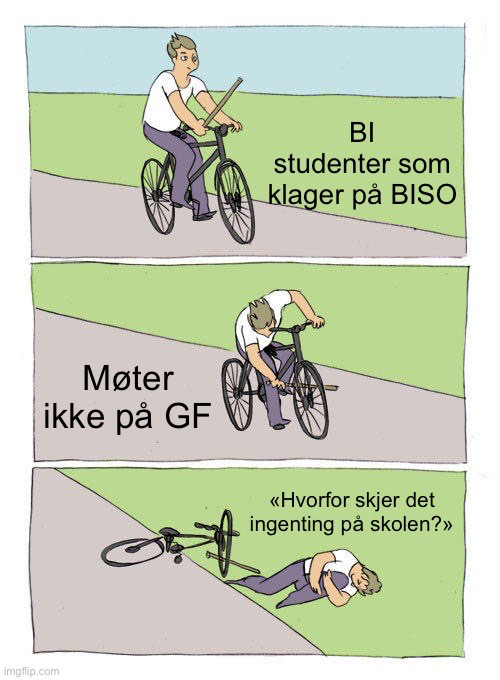 BI
studenter som
klager på BISO
Møter
ikke på GF
«Hvorfor skjer det
ingenting på skolen?»
imgflip.com